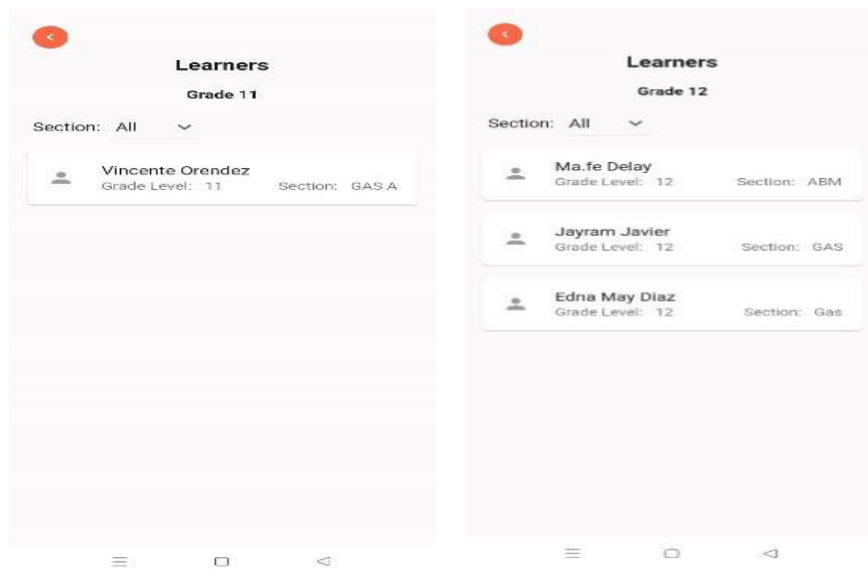 Learners
Grade 11
Section: All
Vincente Orendez
Grade Level: 11 Section: GAS A
Learners
Grade 12
Section: All
Ma.fe Delay
Grade Level: 12 Section: ABM
Jayram Javier
Grade Level: 12 Section: GAS
Edna May Diaz
Grade Level: 12 Section: Gas